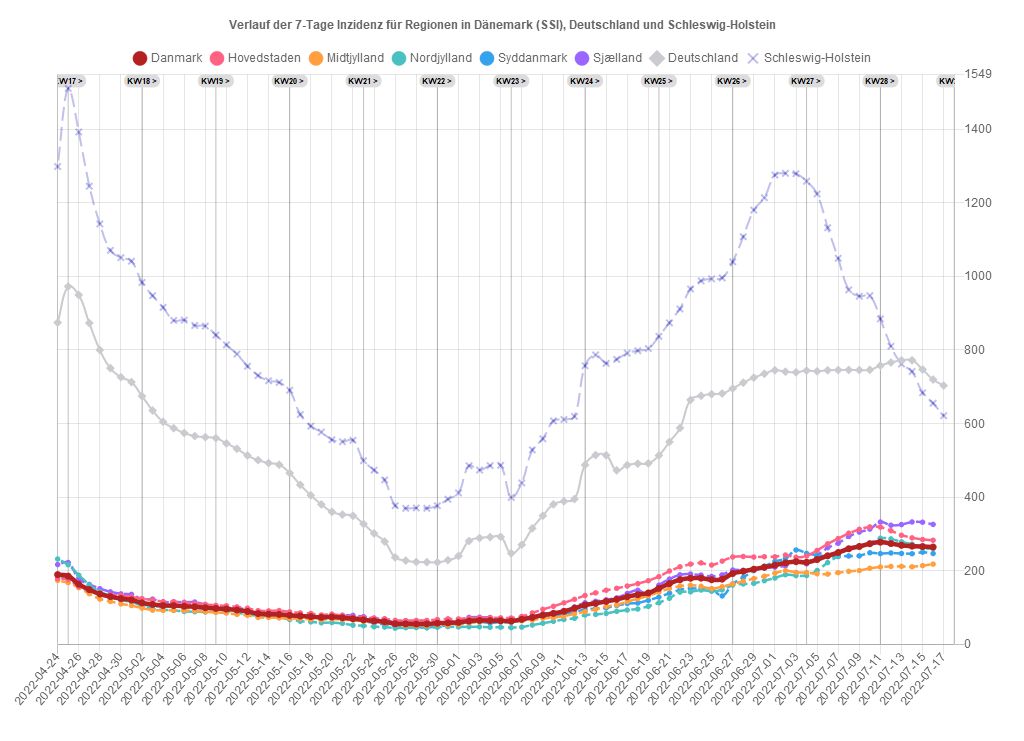 Verlauf der 7-Tage Inzidenz für Regionen in Dänemark (SSI), Deutschland und Schleswig-Holstein
Danmark Hovedstaden Midtjylland Nordjylland Syddanmark Sjælland Deutschland Schleswig-Holstein
W17 > KW18 > KW19 > KW20 > KW21 > KW22 > KW23 > KW24 > KW25 > KW26 > KW27 > KW28 > KW
1549
1400
1200
1000
800
600
400
200
0
2022-04-24 2022-04-26 2022-04-28 2022-04-30 2022-05-02 2022-05-04 2022-05-06 2022-05-08 2022-05-10 2022-05-12 2022-05-14 2022-05-16 2022-05-18 2022-05-20 2022-05-22 2022-05-24 2022-05-26 2022-05-28 2022-05-30 2022-06-01 2022-06-03 2022-06-05 2022-06-07 2022-06-09 2022-06-11 2022-06-13 2022-06-15 2022-06-17 2022-06-19 2022-06-21 2022-06-23 2022-06-25 2022-06-27 2022-06-29 2022-07-01 2022-07-03 2022-07-05 2022-07-07 2022-07-09 2022-07-11 2022-07-13 2022-07-15 2022-07-17